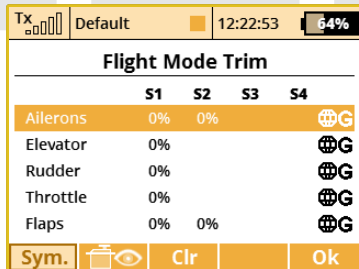 Tx Default 12:22:53 64%
Flight Mode Trim
S1 S2 S3 S4
Ailerons 0% 0% G
Elevator 0% G
Rudder 0% G
Throttle 0% G
Flaps 0% 0% G
Sym. Clr Ok